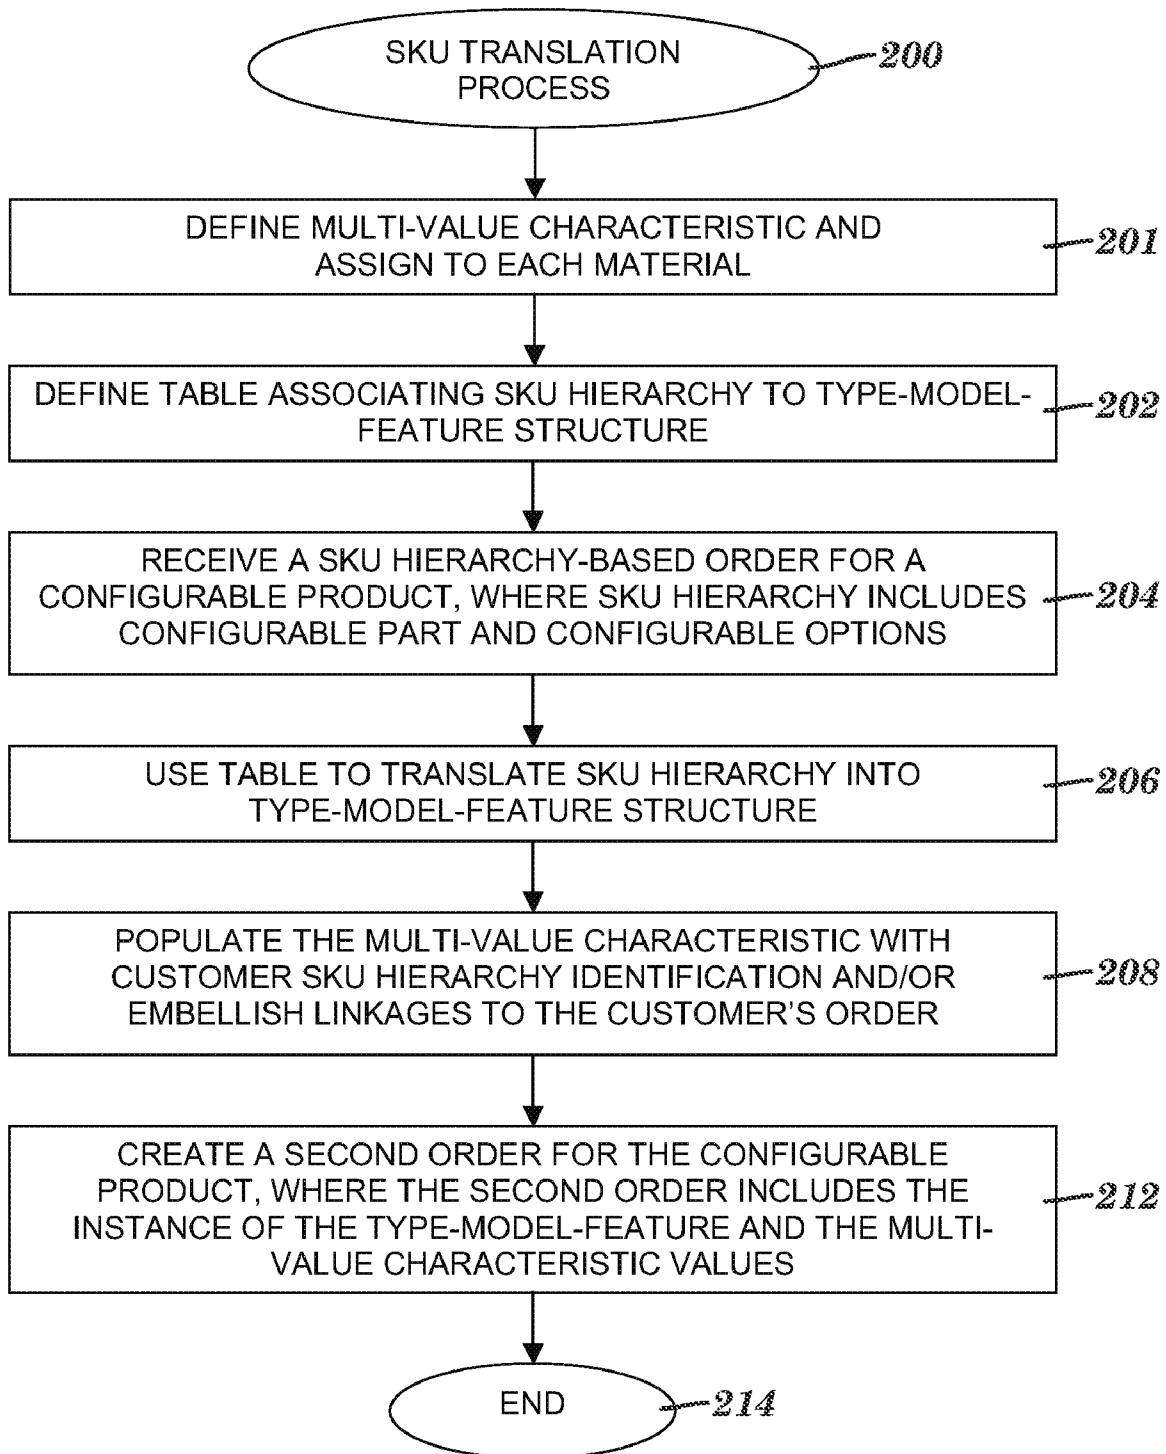 SKU TRANSLATION
PROCESS
200
DEFINE MULTI-VALUE CHARACTERISTIC AND
ASSIGN TO EACH MATERIAL
201
DEFINE TABLE ASSOCIATING SKU HIERARCHY TO TYPE-MODEL-
FEATURE STRUCTURE
202
RECEIVE A SKU HIERARCHY-BASED ORDER FOR A
CONFIGURABLE PRODUCT, WHERE SKU HIERARCHY INCLUDES
CONFIGURABLE PART AND CONFIGURABLE OPTIONS
204
USE TABLE TO TRANSLATE SKU HIERARCHY INTO
TYPE-MODEL-FEATURE STRUCTURE
206
POPULATE THE MULTI-VALUE CHARACTERISTIC WITH
CUSTOMER SKU HIERARCHY IDENTIFICATION AND/OR
EMBELLISH LINKAGES TO THE CUSTOMER'S ORDER
208
CREATE A SECOND ORDER FOR THE CONFIGURABLE
PRODUCT, WHERE THE SECOND ORDER INCLUDES THE
INSTANCE OF THE TYPE-MODEL-FEATURE AND THE MULTI-
VALUE CHARACTERISTIC VALUES
212
END
214